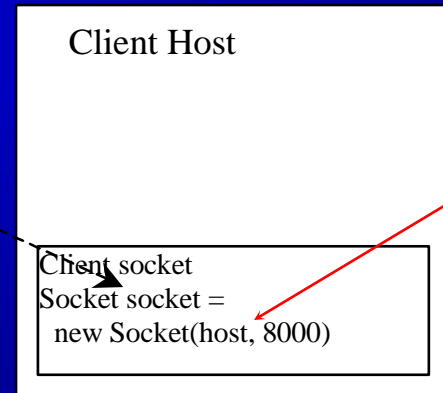 Client Host
Client socket
Socket socket =
new Socket(host, 8000)